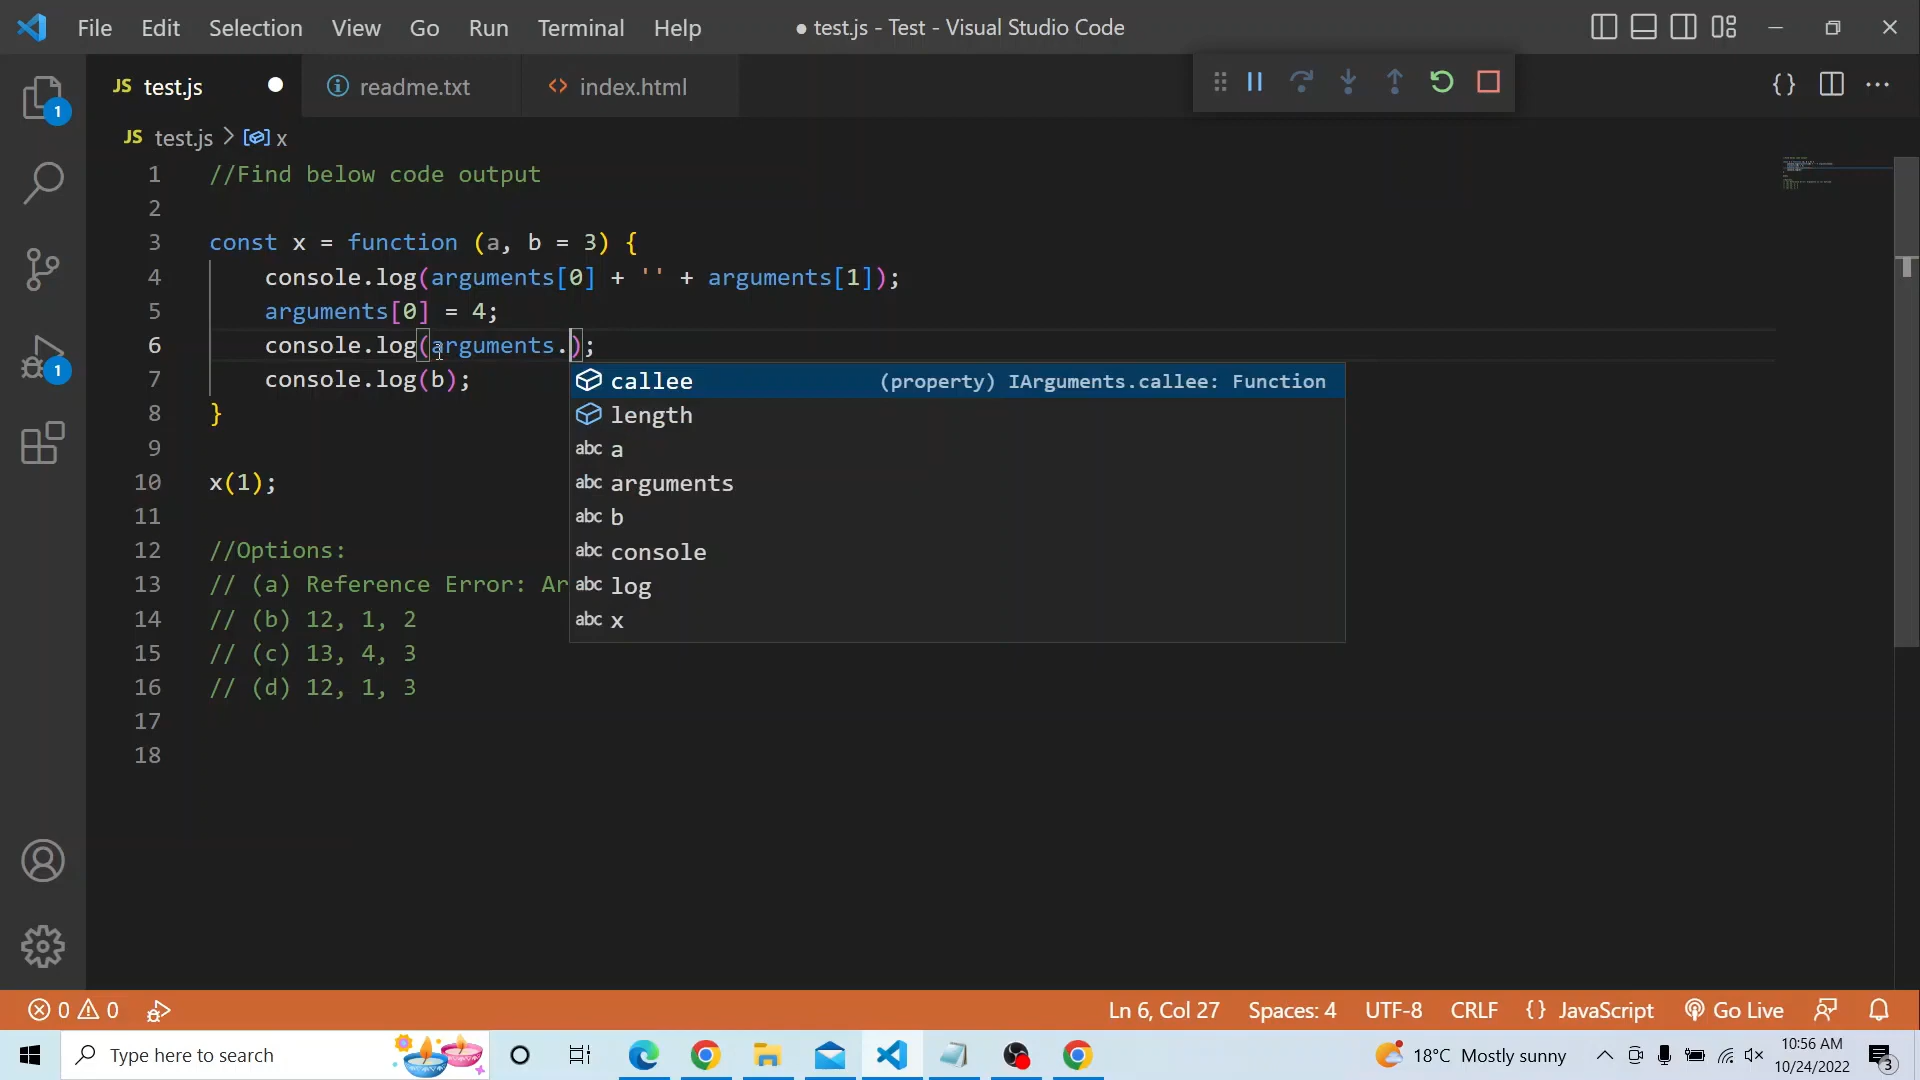 File Edit Selection View Go Run Terminal Help
● test.js - Test - Visual Studio Code
JS test.js
readme.txt
<> index.html
JS test.js > x
1 //Find below code output
2
3 const x = function (a, b = 3) {
4 console.log(arguments[0] + '' + arguments[1]);
5 arguments[0] = 4;
6 console.log(arguments.);
7 console.log(b);
8 }
9
10 x(1);
11
12 //Options:
13 // (a) Reference Error: Ar
14 // (b) 12, 1, 2
15 // (c) 13, 4, 3
16 // (d) 12, 1, 3
17
18
callee (property) IArguments.callee: Function
length
abc a
abc arguments
abc b
abc console
abc log
abc x
1
1
0 0
Ln 6, Col 27 Spaces: 4 UTF-8 CRLF {} JavaScript Go Live
Type here to search
18°C Mostly sunny
10:56 AM
10/24/2022
3